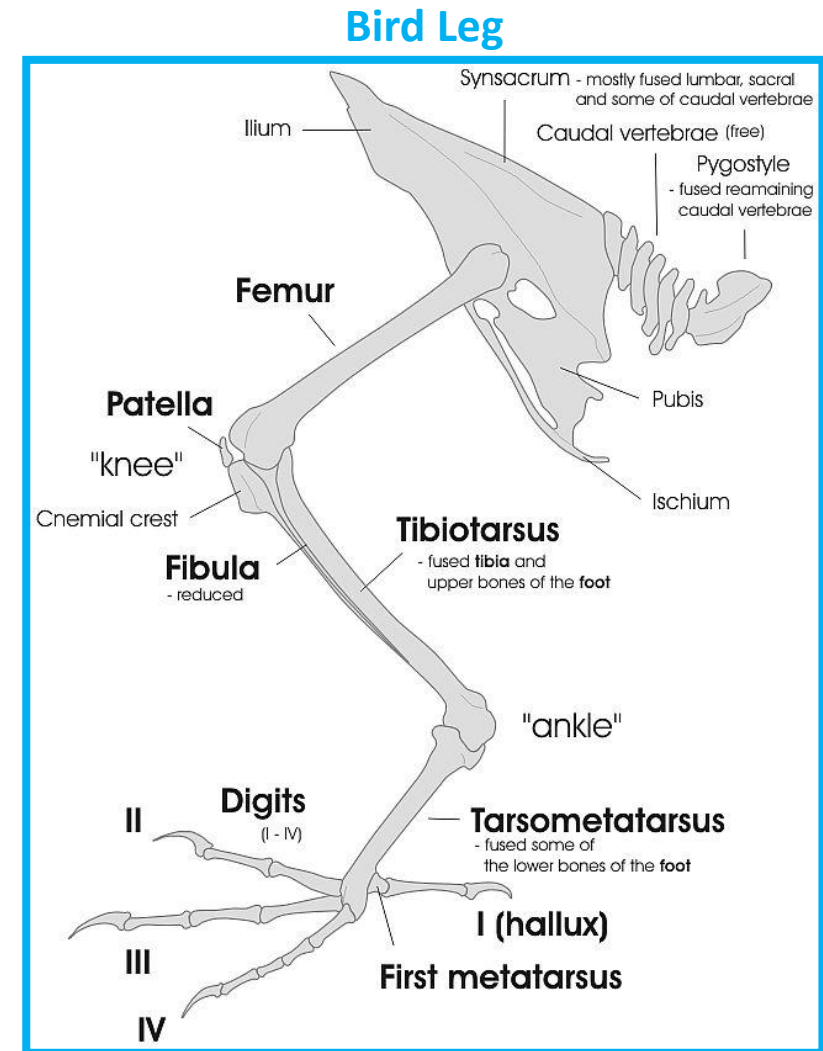 Bird Leg
Synsacrum - mostly fused lumbar, sacral
and some of caudal vertebrae
Ilium
Caudal vertebrae (free)
Pygostyle
- fused reamaining
caudal vertebrae
Femur
Patella
"knee"
Pubis
Cnemial crest
Ischium
Tibiotarsus
- fused tibia and
upper bones of the foot
Fibula
- reduced
"ankle"
Digits
(I - IV)
II
Tarsometatarsus
- fused some of
the lower bones of the foot
I (hallux)
III
First metatarsus
IV